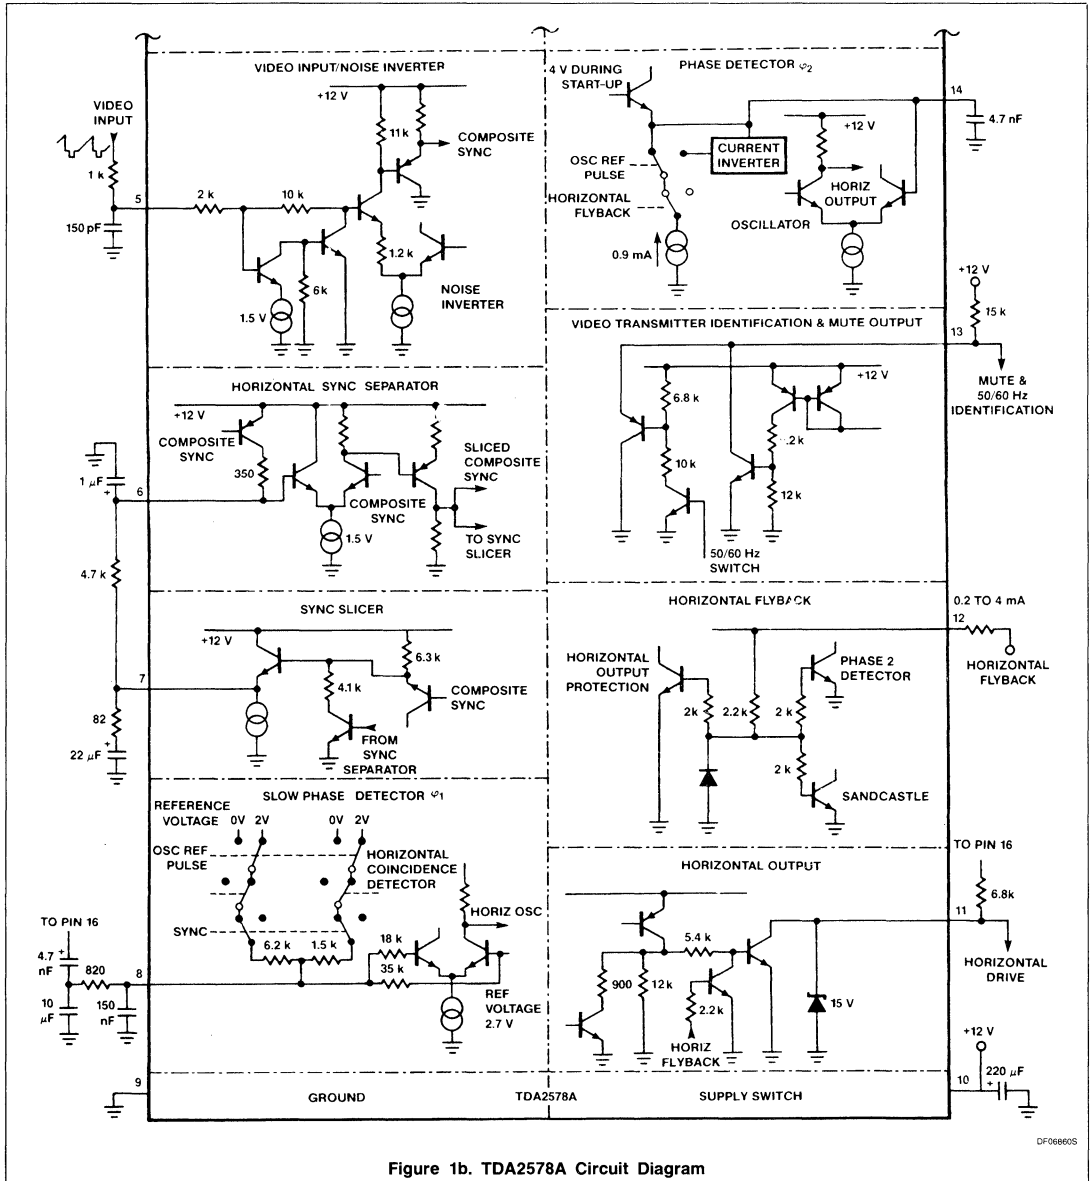 VIDEO INPUT/NOISE INVERTER
+12 V
VIDEO
INPUT
11 k
COMPOSITE
SYNC
1 k
5
2 k
10 k
150 pF
1.2 k
6 k
1.5 V
NOISE
INVERTER
HORIZONTAL SYNC SEPARATOR
+12 V
COMPOSITE
SYNC
350
SLICED
COMPOSITE
SYNC
1 µF
+
6
COMPOSITE
SYNC
1.5 V
TO SYNC
SLICER
4.7 k
SYNC SLICER
+12 V
6.3 k
7
4.1 k
COMPOSITE
SYNC
82
22 µF
+
FROM
SYNC
SEPARATOR
SLOW PHASE DETECTOR φ1
REFERENCE
VOLTAGE
0V 2V
0V 2V
OSC REF
PULSE
HORIZONTAL
COINCIDENCE
DETECTOR
HORIZ OSC
SYNC
TO PIN 16
4.7
nF
+
820
8
6.2 k
1.5 k
18 k
35 k
10
µF
150
nF
REF
VOLTAGE
2.7 V
9
GROUND
TDA2578A
4 V DURING
START-UP
PHASE DETECTOR φ2
14
+12 V
4.7 nF
OSC REF
PULSE
CURRENT
INVERTER
HORIZONTAL
FLYBACK
HORIZ
OUTPUT
OSCILLATOR
0.9 mA
+12 V
15 k
VIDEO TRANSMITTER IDENTIFICATION & MUTE OUTPUT
13
+12 V
6.8 k
MUTE &
50/60 Hz
IDENTIFICATION
.2 k
10 k
12 k
50/60 Hz
SWITCH
HORIZONTAL FLYBACK
0.2 TO 4 mA
12
HORIZONTAL
OUTPUT
PROTECTION
PHASE 2
DETECTOR
HORIZONTAL
FLYBACK
2k
2.2 k
2 k
2 k
SANDCASTLE
HORIZONTAL OUTPUT
TO PIN 16
6.8k
11
5.4 k
HORIZONTAL
DRIVE
900
12 k
2.2k
15 V
HORIZ
FLYBACK
+12 V
220 µF
+
10
SUPPLY SWITCH
DF06860S
Figure 1b. TDA2578A Circuit Diagram